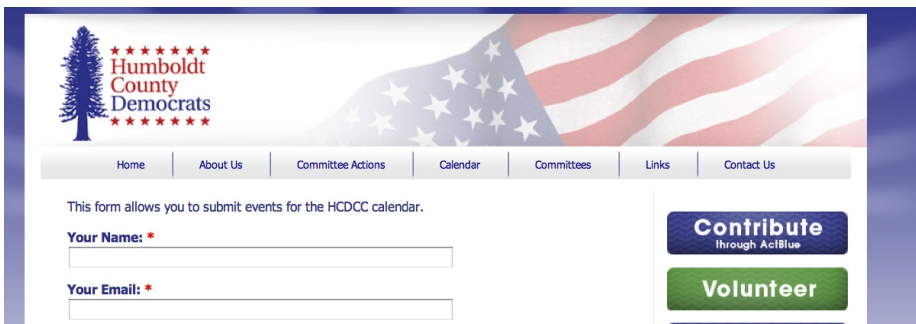 Humboldt
County
Democrats
Home About Us Committee Actions Calendar Committees Links Contact Us
This form allows you to submit events for the HCDCC calendar.
Your Name: *
Your Email: *
Contribute
through ActBlue
Volunteer